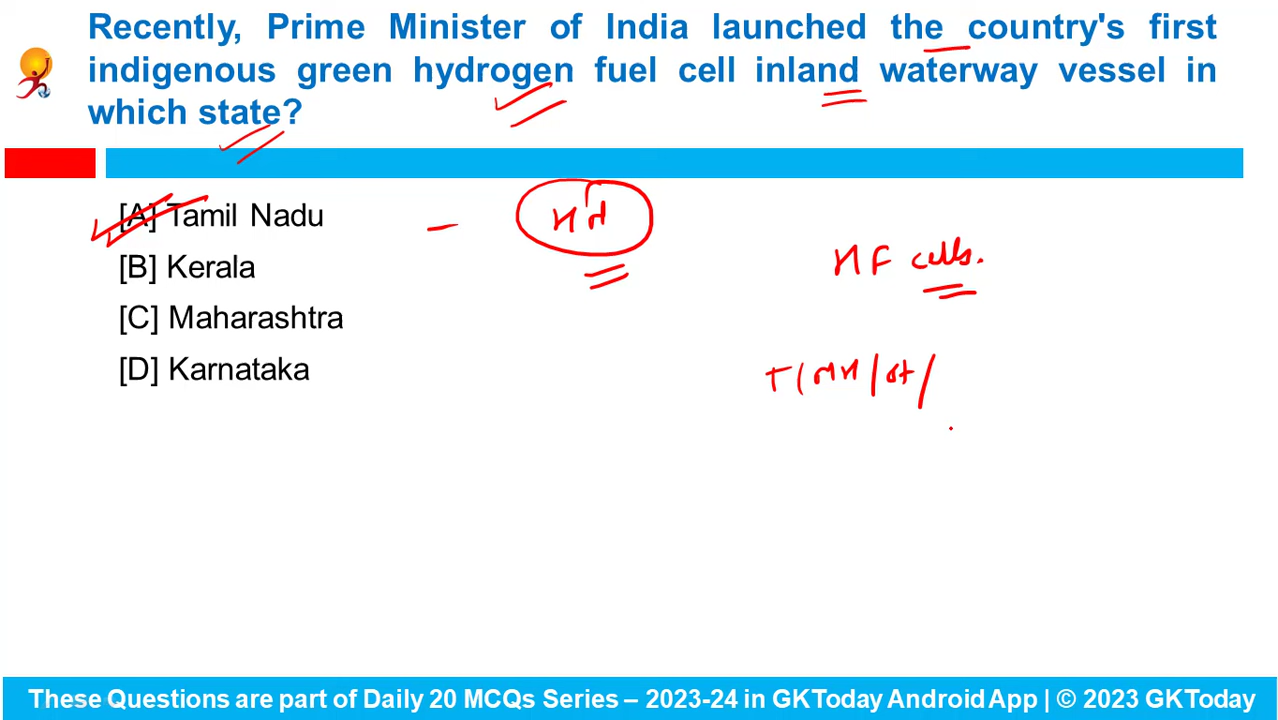 Recently, Prime Minister of India launched the country's first
indigenous green hydrogen fuel cell inland waterway vessel in
which state?
[A] Tamil Nadu
[B] Kerala
HF cells.
[C] Maharashtra
[D] Karnataka
These Questions are part of Daily 20 MCQs Series – 2023-24 in GKToday Android App | © 2023 GKToday